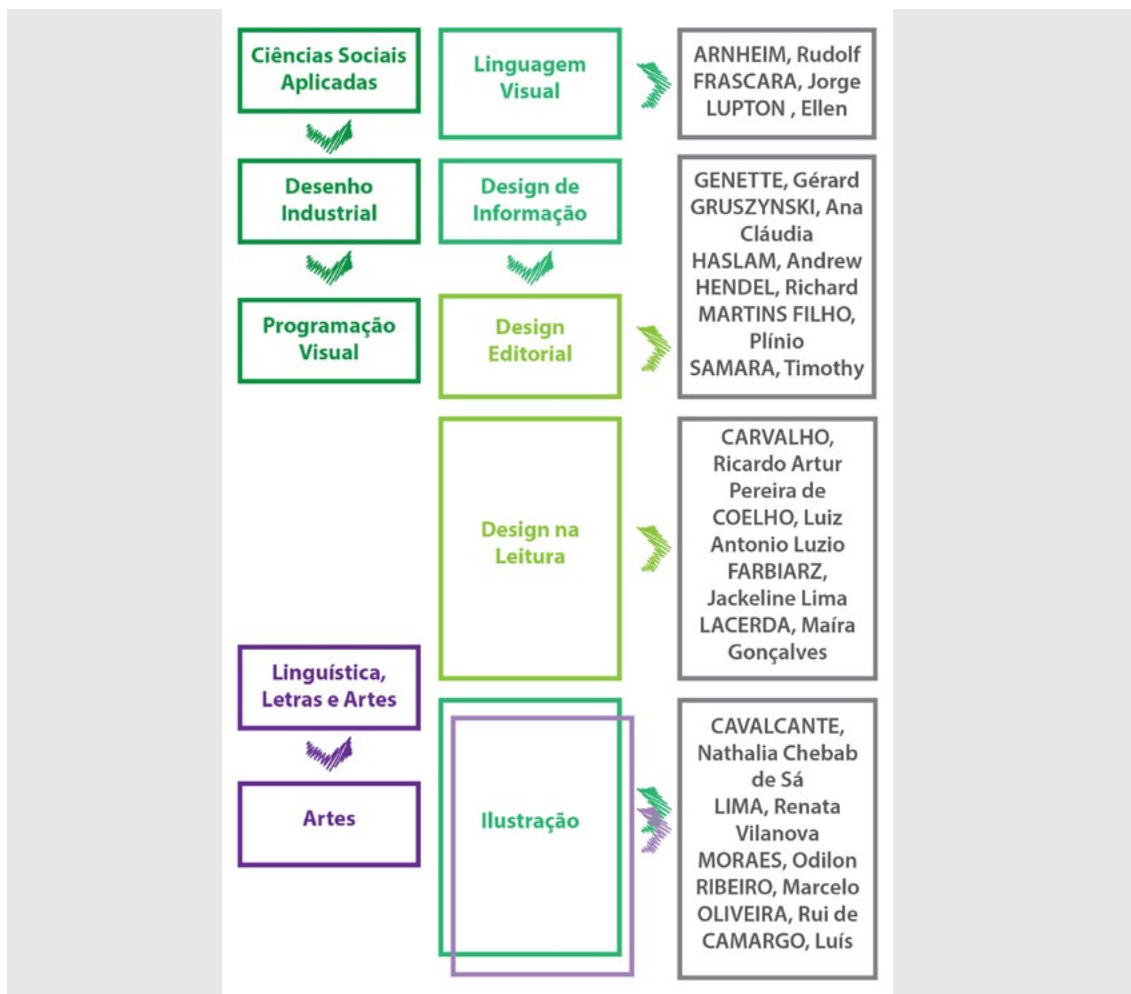 Ciências Sociais
Aplicadas
Linguagem
Visual
ARNHEIM, Rudolf
FRASCARA, Jorge
LUPTON , Ellen
Desenho
Industrial
Design de
Informação
GENETTE, Gérard
GRUSZYNSKI, Ana
Cláudia
HASLAM, Andrew
HENDEL, Richard
MARTINS FILHO,
Plínio
SAMARA, Timothy
Programação
Visual
Design
Editorial
Design na
Leitura
CARVALHO,
Ricardo Artur
Pereira de
COELHO, Luiz
Antonio Luzio
FARBIARZ,
Jackeline Lima
LACERDA, Maíra
Gonçalves
Linguística,
Letras e Artes
Artes
Ilustração
CAVALCANTE,
Nathalia Chebab
de Sá
LIMA, Renata
Vilanova
MORAES, Odilon
RIBEIRO, Marcelo
OLIVEIRA, Rui de
CAMARGO, Luís